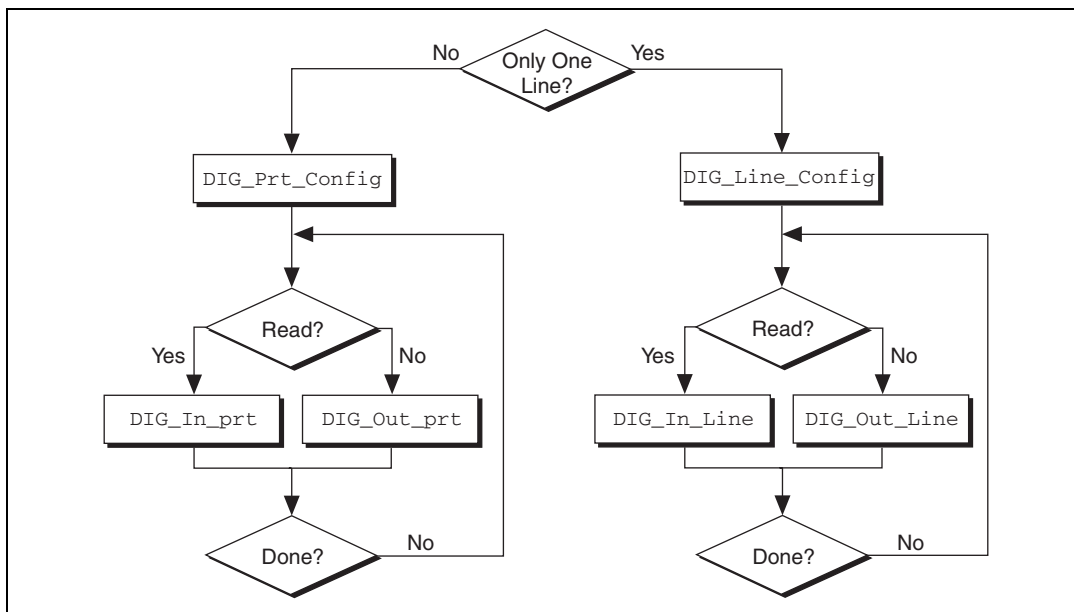 No
Only One
Line?
Yes
DIG_Prt_Config
DIG_Line_Config
Read?
Yes
No
DIG_In_prt
DIG_Out_prt
Done?
No
Read?
Yes
No
DIG_In_Line
DIG_Out_Line
Done?
No